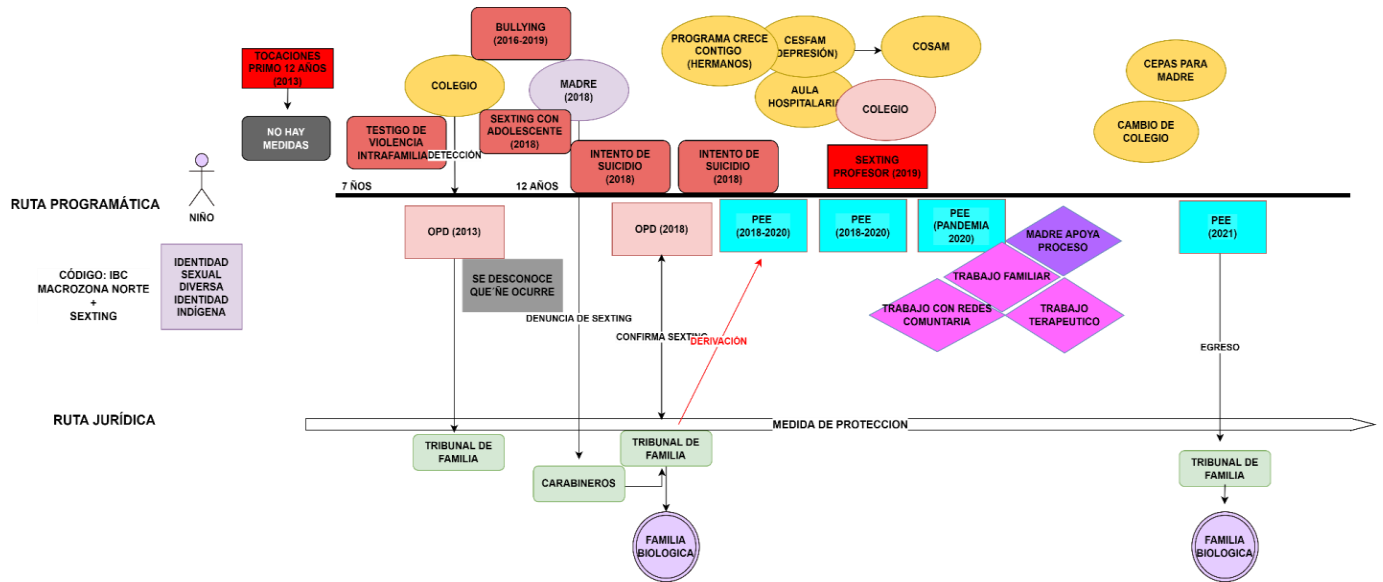 BULLYING
(2016-2019)
PROGRAMA CRECE
CONTIGO
(HERMANOS)
CESFAM
(DEPRESIÓN)
COSAM
TOCACIONES
PRIMO 12 AÑOS
(2013)
COLEGIO
MADRE
(2018)
AULA
HOSPITALARIA
COLEGIO
CEPAS PARA
MADRE
CAMBIO DE
COLEGIO
NO HAY
MEDIDAS
TESTIGO DE
VIOLENCIA
INTRAFAMILIA
DETECCIÓN
SEXTING CON
ADOLESCENTE
(2018)
INTENTO DE
SUICIDIO
(2018)
INTENTO DE
SUICIDIO
(2018)
SEXTING
PROFESOR (2019)
7 ÑOS
12 AÑOS
RUTA PROGRAMÁTICA
NIÑO
OPD (2013)
OPD (2018)
PEE
(2018-2020)
PEE
(2018-2020)
PEE
(PANDEMIA
2020)
PEE
(2021)
MADRE APOYA
PROCESO
CÓDIGO: IBC
MACROZONA NORTE
+
SEXTING
IDENTIDAD
SEXUAL
DIVERSA
IDENTIDAD
INDÍGENA
SE DESCONOCE
QUE´ÑE OCURRE
TRABAJO FAMILIAR
TRABAJO CON REDES
COMUNTARIA
TRABAJO
TERAPEUTICO
DENUNCIA DE SEXTING
CONFIRMA SEXTING
DERIVACIÓN
EGRESO
RUTA JURÍDICA
MEDIDA DE PROTECCION
TRIBUNAL DE
FAMILIA
TRIBUNAL DE
FAMILIA
CARABINEROS
TRIBUNAL DE
FAMILIA
FAMILIA
BIOLOGICA
FAMILIA
BIOLOGICA